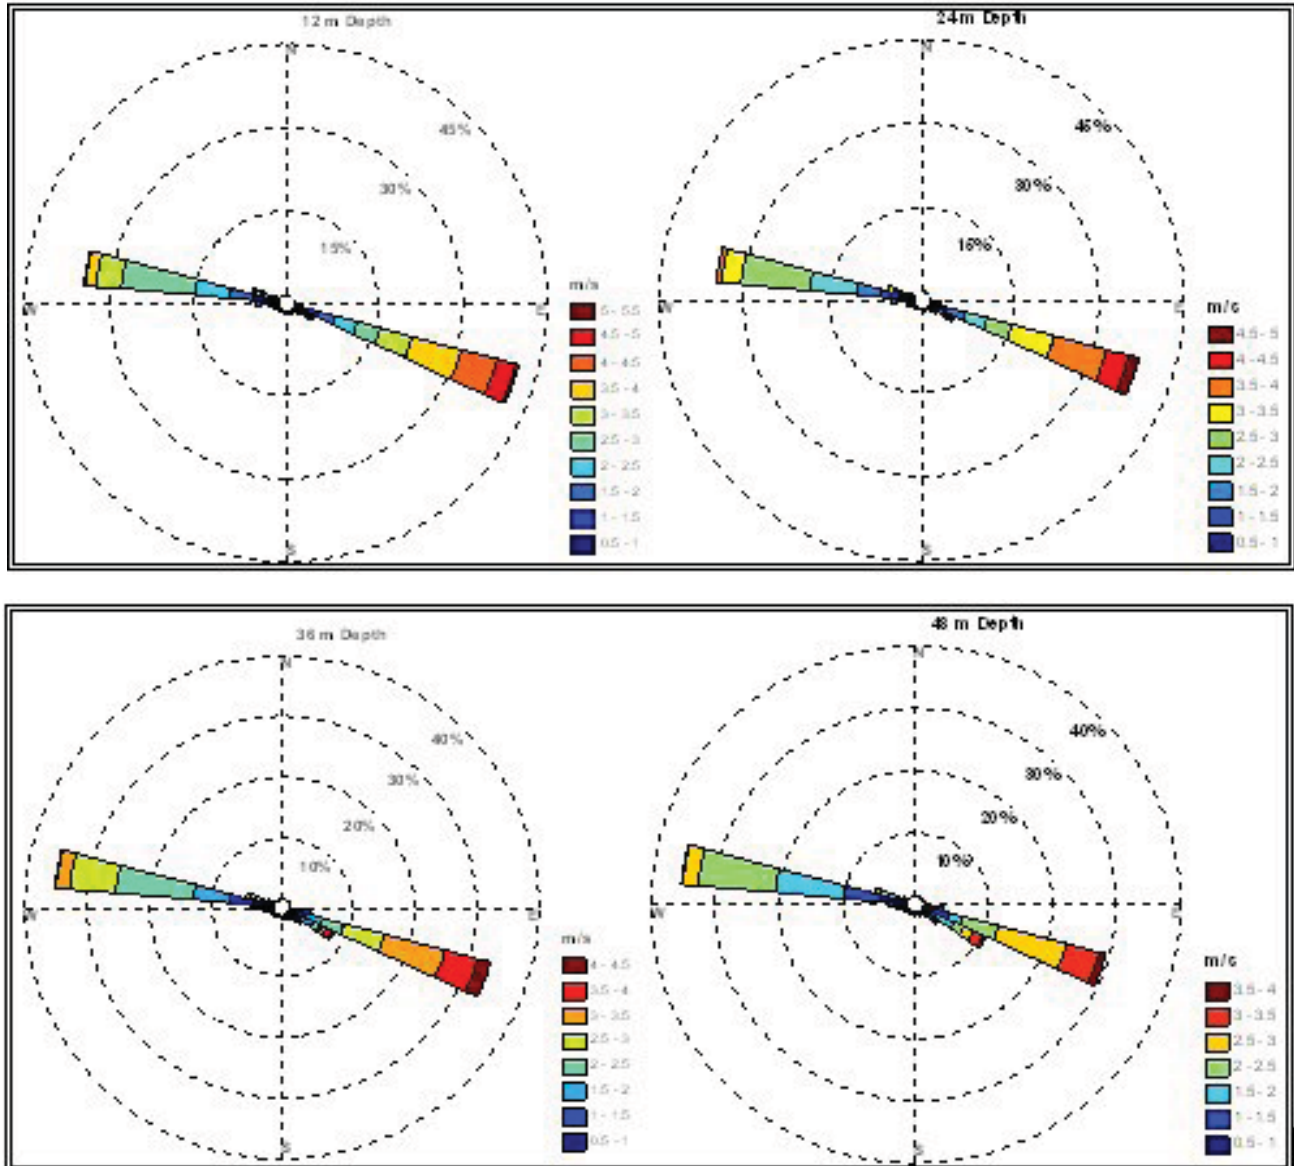 12 m Depth
N
45%
30%
15%
W
E
S
m/s
5 - 5.5
4.5 - 5
4 - 4.5
3.5 - 4
3 - 3.5
2.5 - 3
2 - 2.5
1.5 - 2
1 - 1.5
0.5 - 1
24 m Depth
N
45%
30%
15%
W
E
S
m/s
4.5 - 5
4 - 4.5
3.5 - 4
3 - 3.5
2.5 - 3
2 - 2.5
1.5 - 2
1 - 1.5
0.5 - 1
36 m Depth
N
40%
30%
20%
10%
W
E
S
m/s
4 - 4.5
3.5 - 4
3 - 3.5
2.5 - 3
2 - 2.5
1.5 - 2
1 - 1.5
0.5 - 1
48 m Depth
N
40%
30%
20%
10%
W
E
S
m/s
3.5 - 4
3 - 3.5
2.5 - 3
2 - 2.5
1.5 - 2
1 - 1.5
0.5 - 1